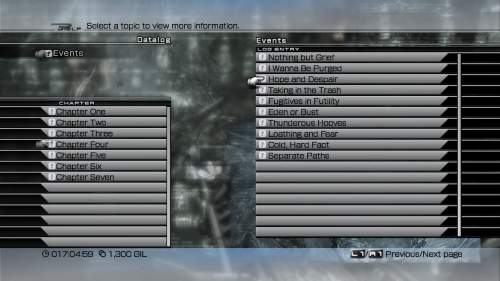 Select a topic to view more information.
Datalog
Events
Events
CHAPTER
Chapter One
Chapter Two
Chapter Three
Chapter Four
Chapter Five
Chapter Six
Chapter Seven
LOG ENTRY
Nothing but Grief
I Wanna Be Purged
Hope and Despair
Taking in the Trash
Fugitives in Futility
Eden or Bust
Thunderous Hooves
Loathing and Fear
Cold, Hard Fact
Separate Paths
017:04:59 1,300 GIL
L1/R1 Previous/Next page